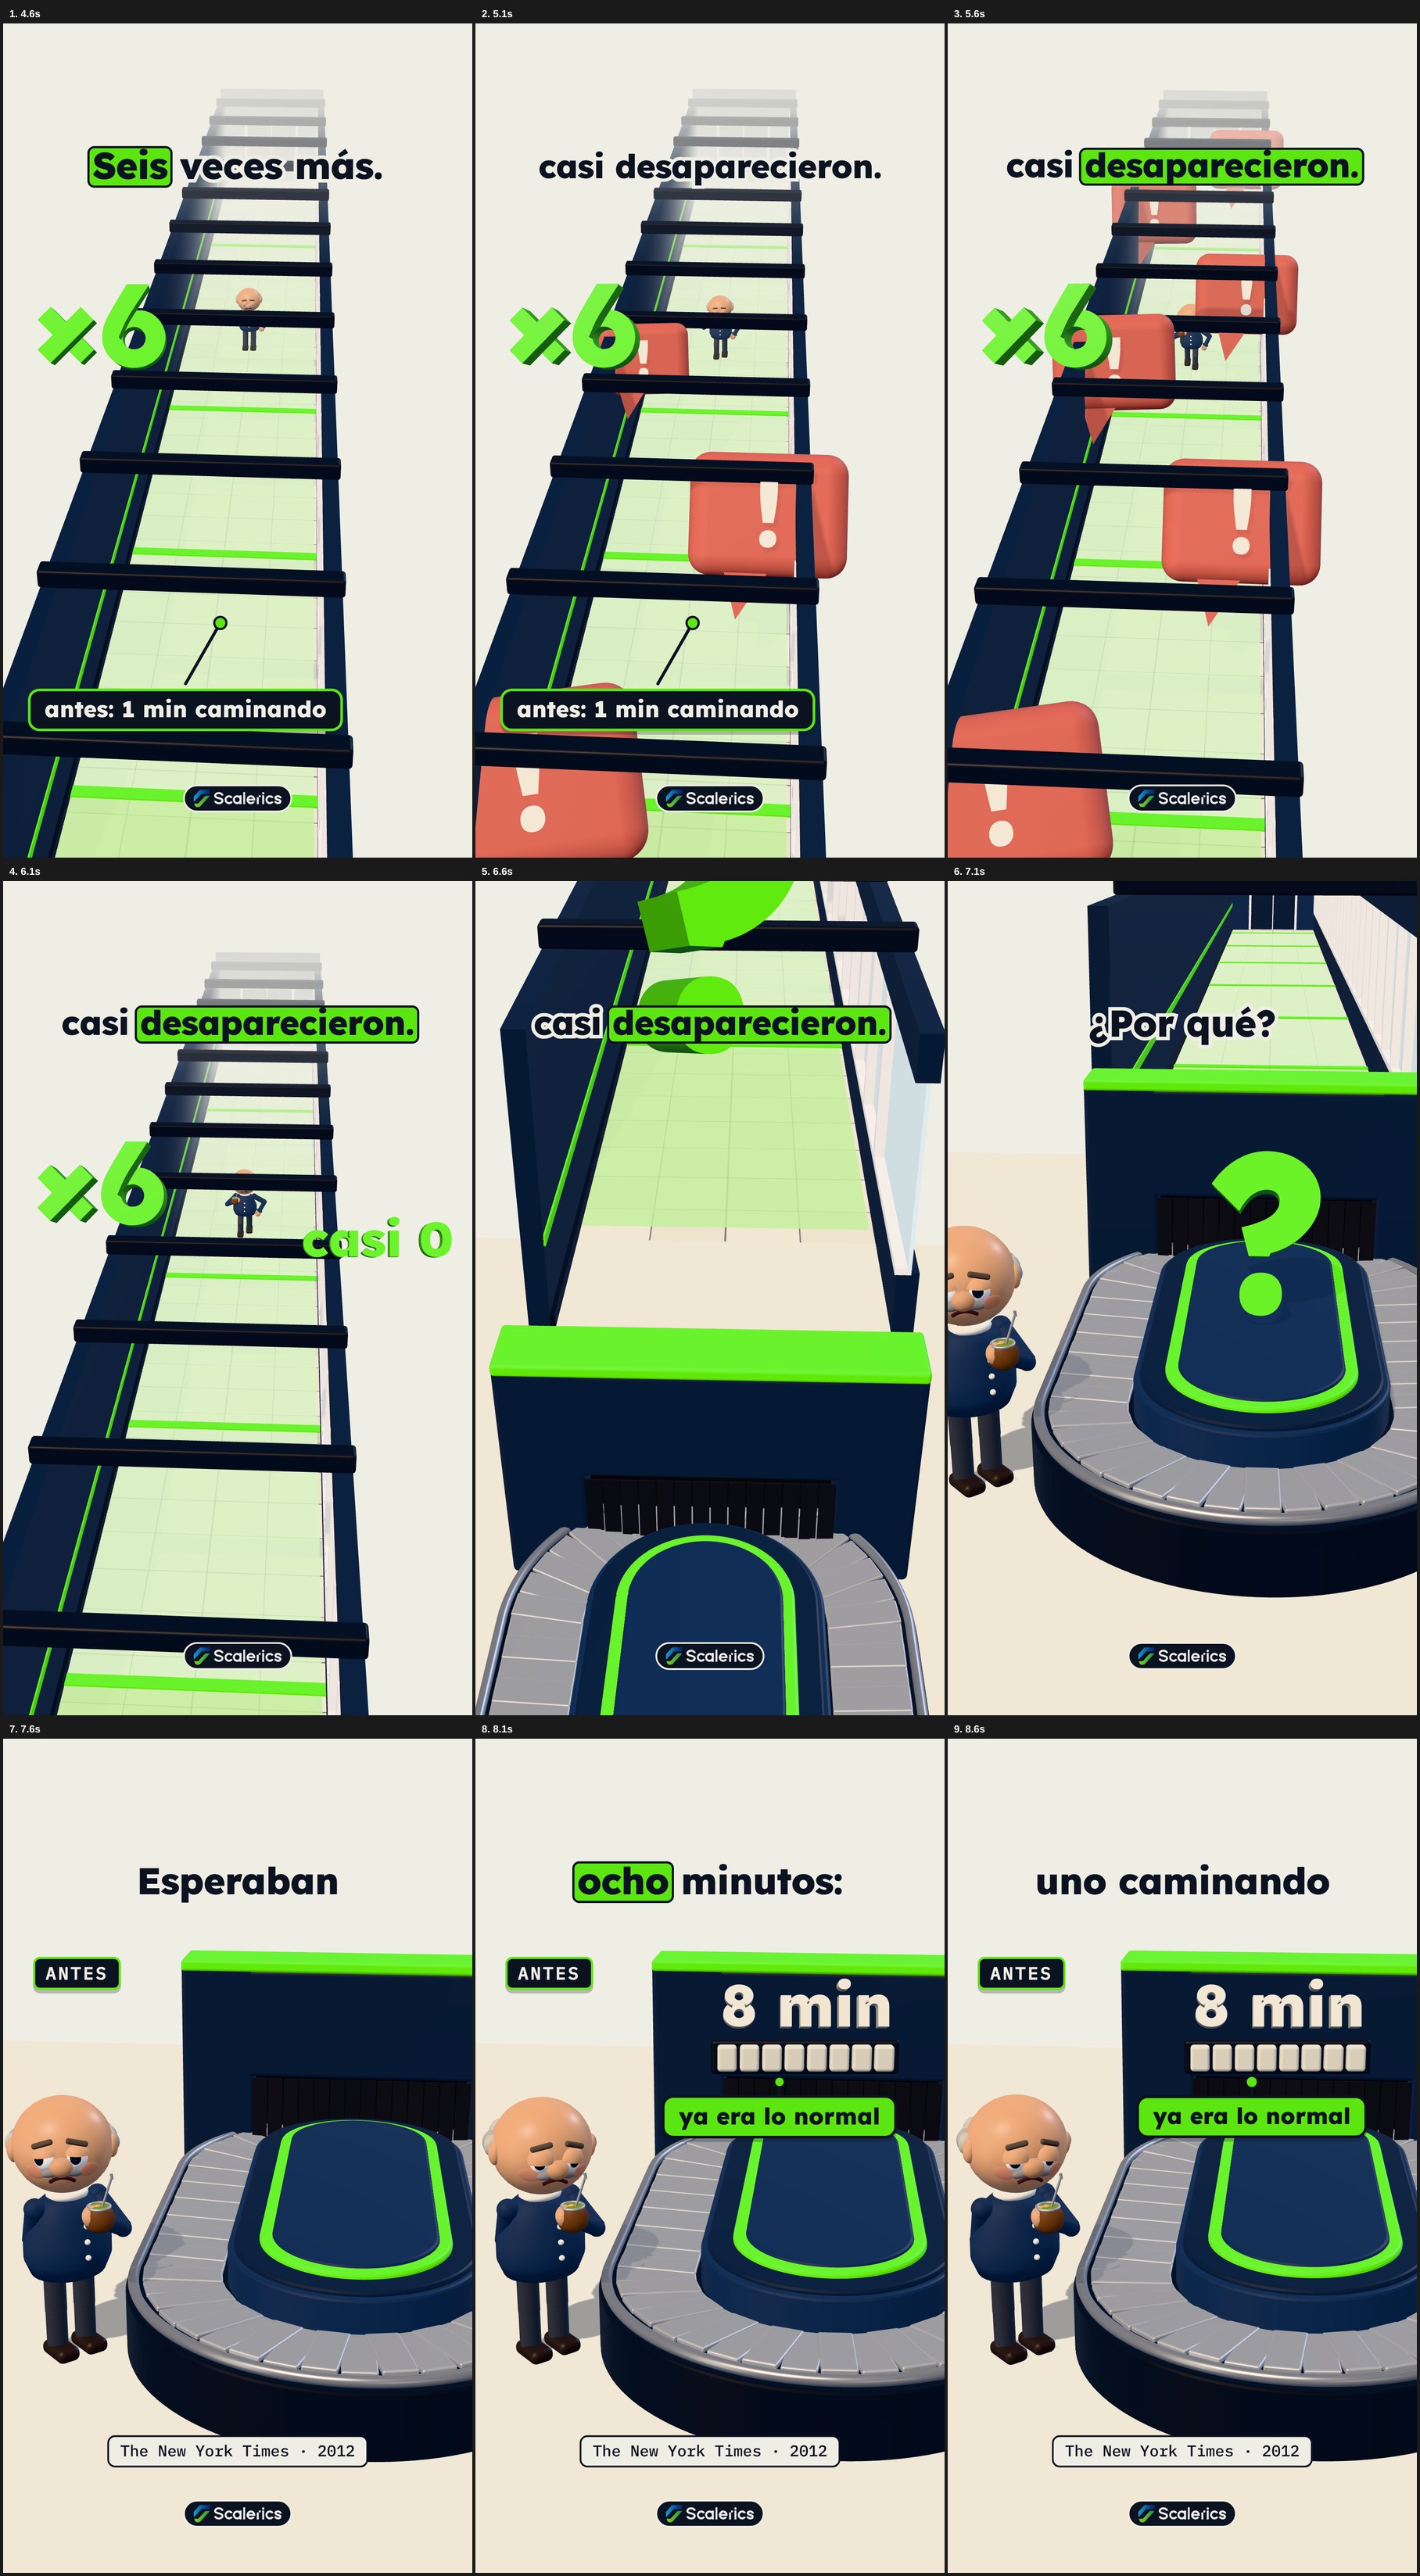 1. 4.6s
Seis veces más.
x6
antes: 1 min caminando
Scalerics
2. 5.1s
casi desaparecieron.
x6
!
!
antes: 1 min caminando
!
Scalerics
3. 5.6s
casi desaparecieron.
!
!
x6
!
!
!
Scalerics
4. 6.1s
casi desaparecieron.
x6
casi 0
Scalerics
5. 6.6s
?
casi desaparecieron.
Scalerics
6. 7.1s
¿Por qué?
?
Scalerics
7. 7.6s
Esperaban
ANTES
The New York Times · 2012
Scalerics
8. 8.1s
ocho minutos:
ANTES
8 min
ya era lo normal
The New York Times · 2012
Scalerics
9. 8.6s
uno caminando
ANTES
8 min
ya era lo normal
The New York Times · 2012
Scalerics